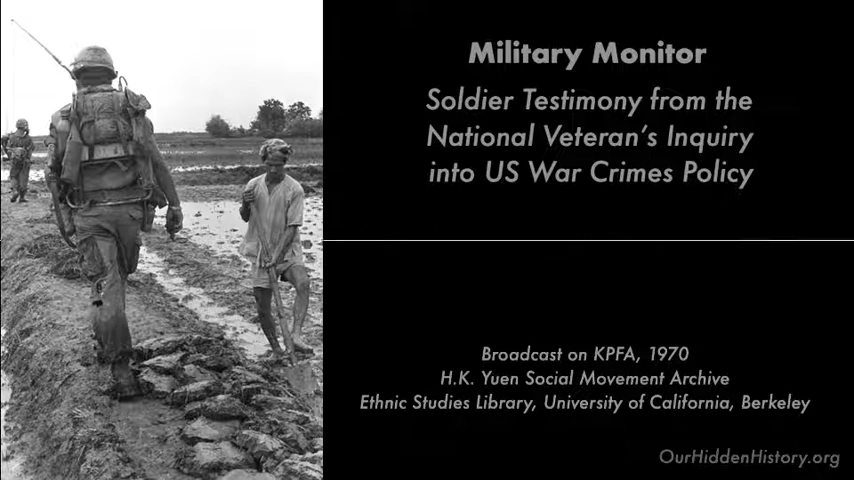 Military Monitor
Soldier Testimony from the
National Veteran's Inquiry
into US War Crimes Policy
Broadcast on KPFA, 1970
H.K. Yuen Social Movement Archive
Ethnic Studies Library, University of California, Berkeley
OurHiddenHistory.org